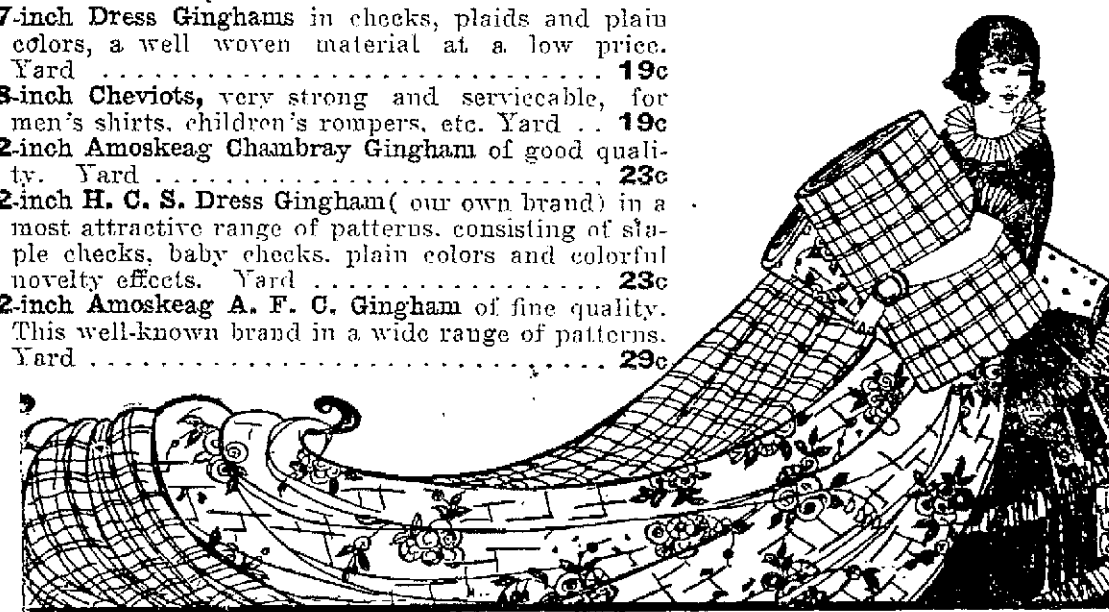 7-inch Dress Ginghams in checks, plaids and plain
colors, a well woven material at a low price.
Yard .............................. 19c
8-inch Cheviots, very strong and serviceable, for
men's shirts, children's rompers, etc. Yard .. 19c
2-inch Amoskeag Chambray Gingham of good quali-
ty. Yard .......................... 23c
2-inch H. C. S. Dress Gingham( our own brand) in a
most attractive range of patterns. consisting of sta-
ple checks, baby checks. plain colors and colorful
novelty effects. Yard ................. 23c
2-inch Amoskeag A. F. C. Gingham of fine quality.
This well-known brand in a wide range of patterns.
Yard .............................. 29c